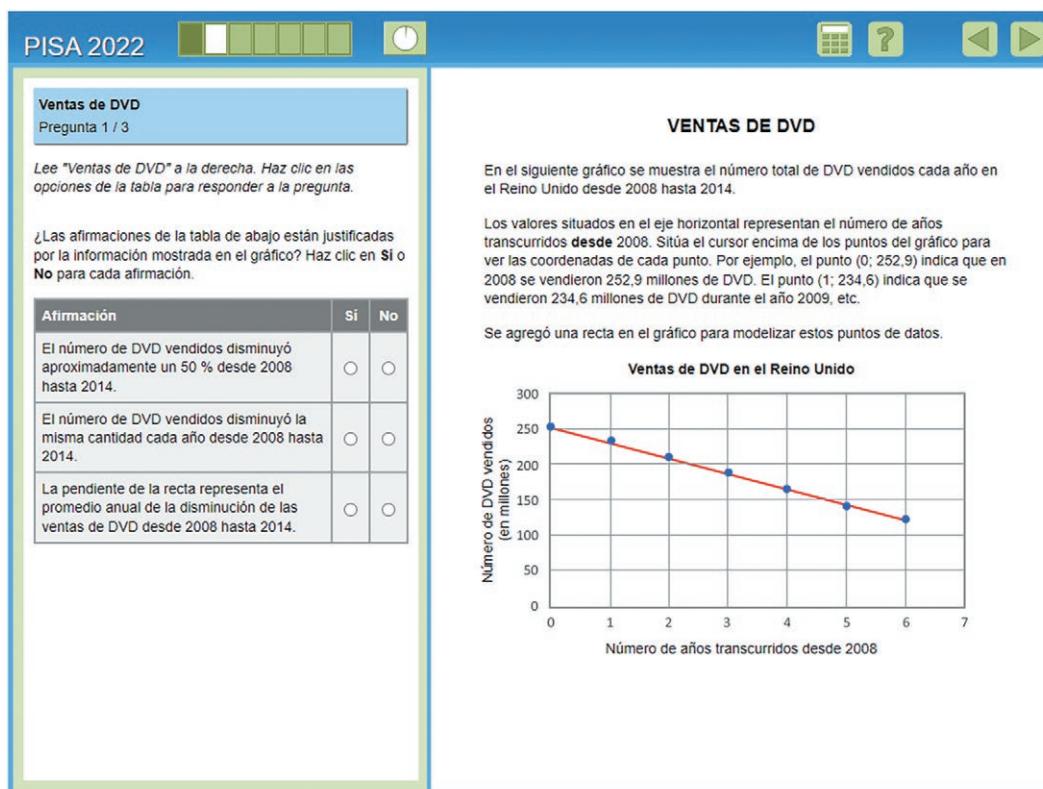 PISA 2022
Ventas de DVD
Pregunta 1 / 3
Lee "Ventas de DVD" a la derecha. Haz clic en las
opciones de la tabla para responder a la pregunta.
¿Las afirmaciones de la tabla de abajo están justificadas
por la información mostrada en el gráfico? Haz clic en Sí o
No para cada afirmación.
Afirmación Sí No
El número de DVD vendidos disminuyó
aproximadamente un 50 % desde 2008
hasta 2014.
El número de DVD vendidos disminuyó la
misma cantidad cada año desde 2008 hasta
2014.
La pendiente de la recta representa el
promedio anual de la disminución de las
ventas de DVD desde 2008 hasta 2014.
?
VENTAS DE DVD
En el siguiente gráfico se muestra el número total de DVD vendidos cada año en
el Reino Unido desde 2008 hasta 2014.
Los valores situados en el eje horizontal representan el número de años
transcurridos desde 2008. Sitúa el cursor encima de los puntos del gráfico para
ver las coordenadas de cada punto. Por ejemplo, el punto (0; 252,9) indica que en
2008 se vendieron 252,9 millones de DVD. El punto (1; 234,6) indica que se
vendieron 234,6 millones de DVD durante el año 2009, etc.
Se agregó una recta en el gráfico para modelizar estos puntos de datos.
Ventas de DVD en el Reino Unido
Número de DVD vendidos
(en millones)
300
250
200
150
100
50
0
0 1 2 3 4 5 6 7
Número de años transcurridos desde 2008